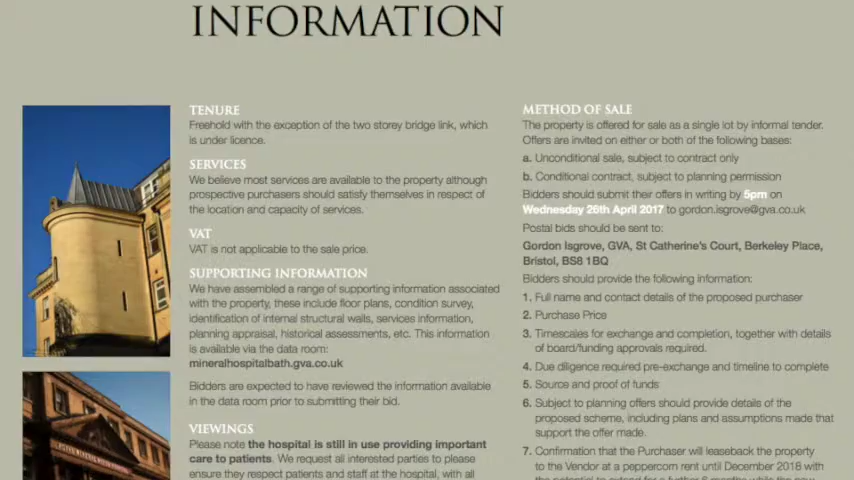 INFORMATION
TENURE
Freehold with the exception of the two storey bridge link, which
is under licence.
SERVICES
We believe most services are available to the property although
prospective purchasers should satisfy themselves in respect of
the location and capacity of services.
VAT
VAT is not applicable to the sale price.
SUPPORTING INFORMATION
We have assembled a range of supporting information associated
with the property, these include floor plans, condition survey,
identification of internal structural walls, services information,
planning appraisal, historical assessments, etc. This information
is available via the data room:
mineralhospitalbath.gva.co.uk
Bidders are expected to have reviewed the information available
in the data room prior to submitting their bid.
VIEWINGS
Please note the hospital is still in use providing important
care to patients. We request all interested parties to please
ensure they respect patients and staff at the hospital, with all
METHOD OF SALE
The property is offered for sale as a single lot by informal tender.
Offers are invited on either or both of the following bases:
a. Unconditional sale, subject to contract only
b. Conditional contract, subject to planning permission
Bidders should submit their offers in writing by 5pm on
Wednesday 26th April 2017 to gordon.isgrove@gva.co.uk
Postal bids should be sent to:
Gordon Isgrove, GVA, St Catherine's Court, Berkeley Place,
Bristol, BS8 1BQ
Bidders should provide the following information:
1. Full name and contact details of the proposed purchaser
2. Purchase Price
3. Timescales for exchange and completion, together with details
of board/funding approvals required.
4. Due diligence required pre-exchange and timeline to complete
5. Source and proof of funds
6. Subject to planning offers should provide details of the
proposed scheme, including plans and assumptions made that
support the offer made.
7. Confirmation that the Purchaser will leaseback the property
to the Vendor at a peppercorn rent until December 2018 with